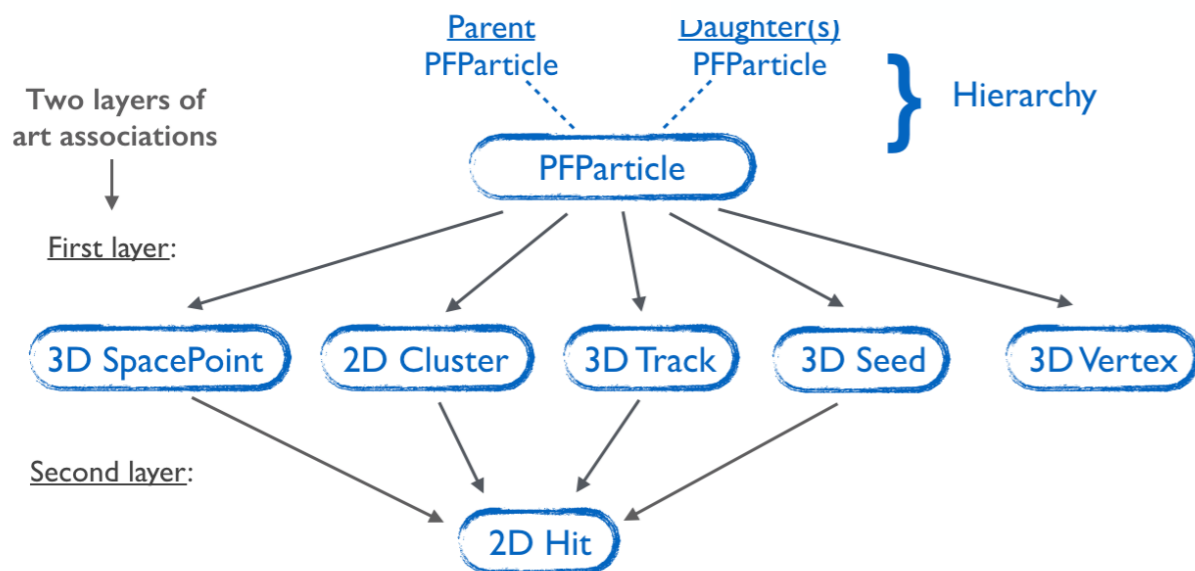 Parent
Daughter(s)
PFParticle
PFParticle
}
Hierarchy
Two layers of
art associations
PFParticle
First layer:
3D SpacePoint
2D Cluster
3D Track
3D Seed
3D Vertex
Second layer:
2D Hit